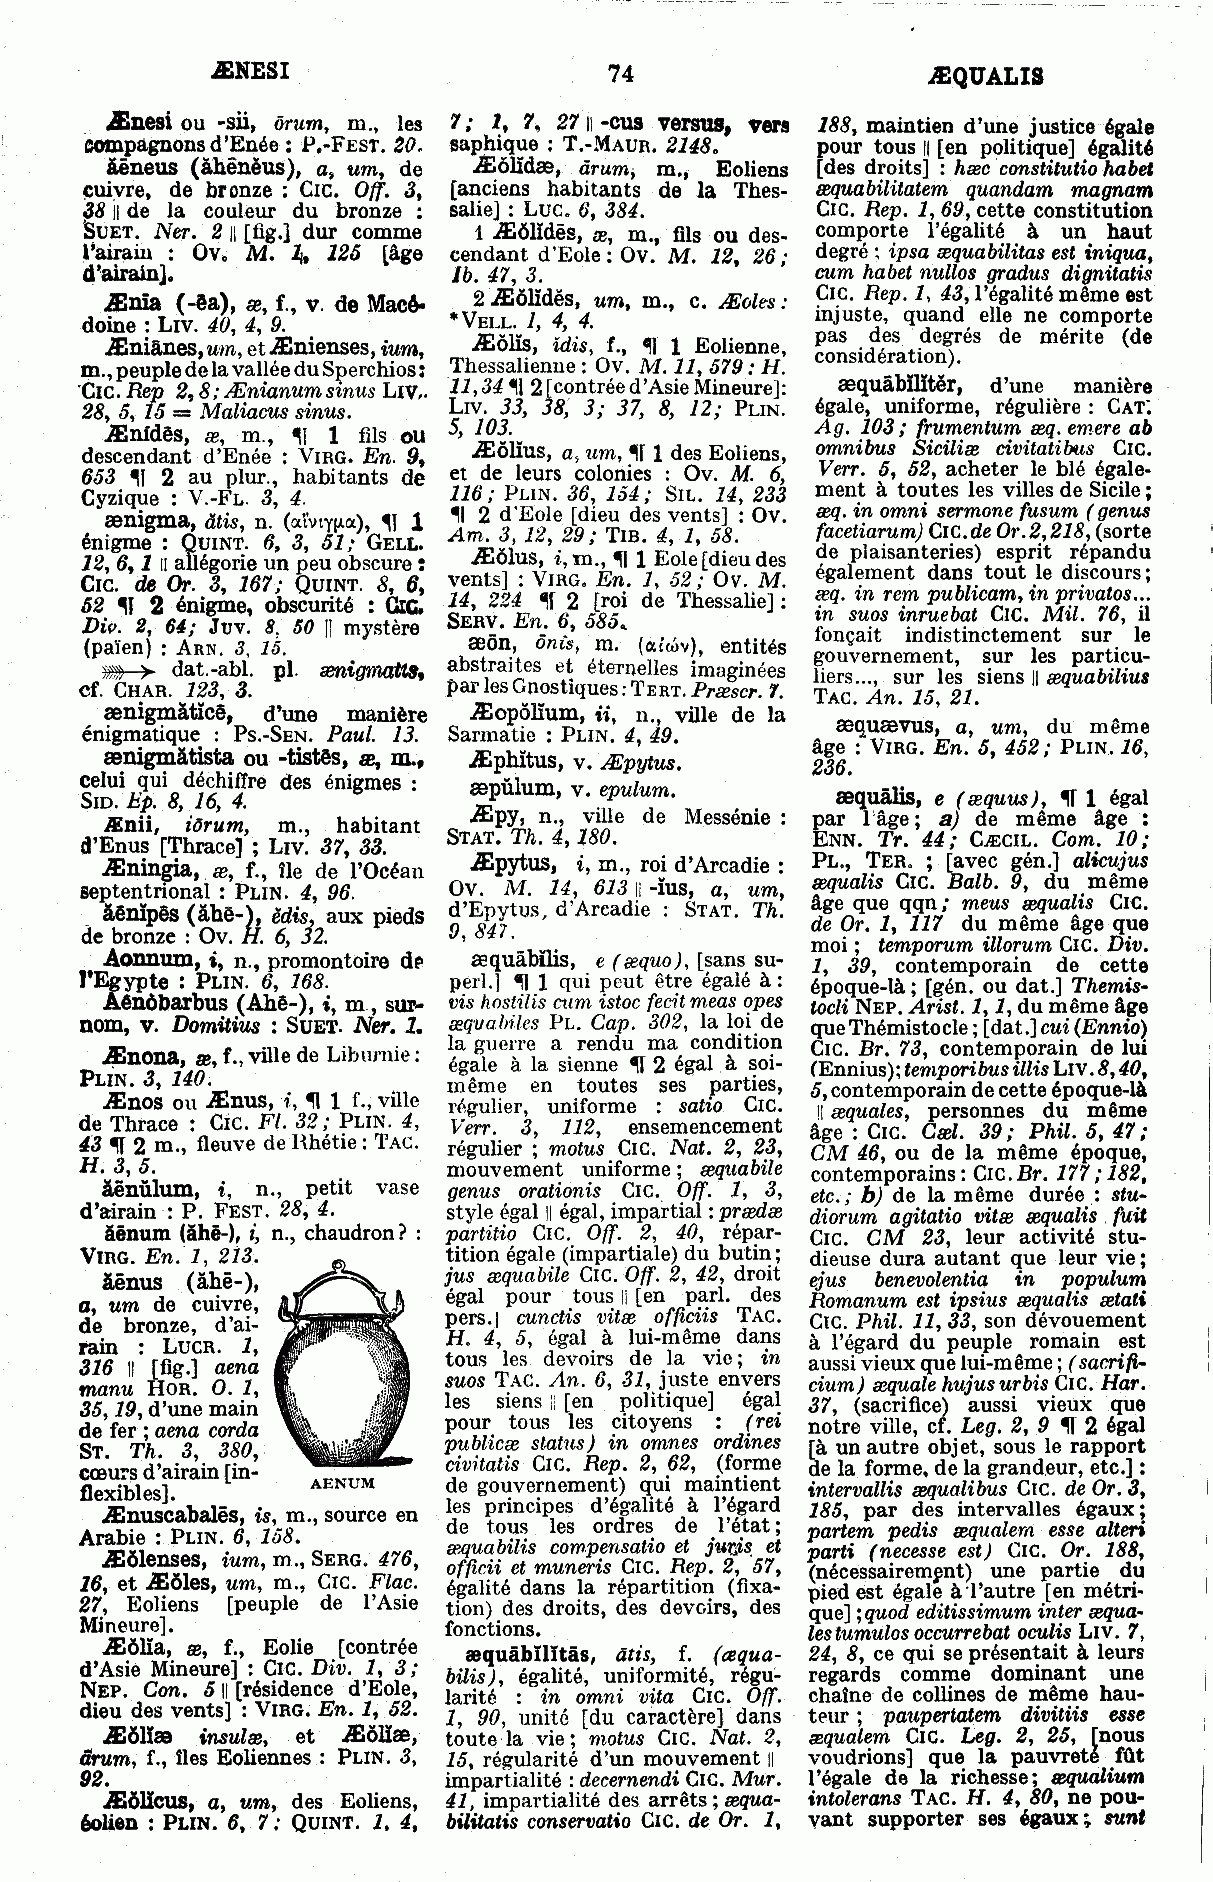 ÆNESI
74
ÆQUALIS
Ænesi ou -sii, ōrum, m., les
compagnons d'Enée : P.-FEST. 20.
ăēneus (ăhēnĕus), a, um, de
cuivre, de bronze : CIC. Off. 3,
38 || de la couleur du bronze :
SUET. Ner. 2 || [fig.] dur comme
l'airain : Ov. M. 1, 125 [âge
d'airain].
Ænĭa (-ēa), æ, f., v. de Macé-
doine : LIV. 40, 4, 9.
Æniānes, um, et Ænienses, ium,
m., peuple de la vallée du Sperchios :
CIC. Rep 2, 8 ; Ænianum sinus LIV.
28, 5, 15 = Maliacus sinus.
Ænĭdēs, æ, m., ¶ 1 fils ou
descendant d'Enée : VIRG. En. 9,
653 ¶ 2 au plur., habitants de
Cyzique : V.-FL. 3, 4.
ænigma, ătis, n. (αἴνιγμα), ¶ 1
énigme : QUINT. 6, 3, 51 ; GELL.
12, 6, 1 || allégorie un peu obscure :
CIC. de Or. 3, 167 ; QUINT. 8, 6,
52 ¶ 2 énigme, obscurité : CIC.
Div. 2, 64 ; JUV. 8, 50 || mystère
(païen) : ARN. 3, 15.
»»→ dat.-abl. pl. ænigmatis,
cf. CHAR. 123, 3.
ænigmătĭcē, d'une manière
énigmatique : Ps.-SEN. Paul. 13.
ænigmătista ou -tistēs, æ, m.,
celui qui déchiffre des énigmes :
SID. Ep. 8, 16, 4.
Ænii, iōrum, m., habitant
d'Enus [Thrace] ; LIV. 37, 33.
Æningia, æ, f., île de l'Océan
septentrional : PLIN. 4, 96.
ăēnĭpēs (ăhē-), ĕdis, aux pieds
de bronze : Ov. H. 6, 32.
Aonnum, i, n., promontoire de
l'Egypte : PLIN. 6, 168.
Aēnŏbarbus (Ahē-), i, m., sur-
nom, v. Domitius : SUET. Ner. 1.
Ænona, æ, f., ville de Liburnie :
PLIN. 3, 140.
Ænos ou Ænus, i, ¶ 1 f., ville
de Thrace : CIC. Fl. 32 ; PLIN. 4,
43 ¶ 2 m., fleuve de Rhétie : TAC.
H. 3, 5.
ăēnŭlum, i, n., petit vase
d'airain : P. FEST. 28, 4.
ăēnum (ăhē-), i, n., chaudron ? :
VIRG. En. 1, 213.
ăēnus (ăhē-),
a, um de cuivre,
de bronze, d'ai-
rain : LUCR. 1,
316 || [fig.] aena
manu HOR. O. 1,
35, 19, d'une main
de fer ; aena corda
ST. Th. 3, 380,
cœurs d'airain [in-
flexibles].
AENUM
Ænuscabalēs, is, m., source en
Arabie : PLIN. 6, 158.
Æŏlenses, ium, m., SERG. 476,
16, et Æŏles, um, m., CIC. Flac.
27, Eoliens [peuple de l'Asie
Mineure].
Æŏlĭa, æ, f., Eolie [contrée
d'Asie Mineure] : CIC. Div. 1, 3 ;
NEP. Con. 5 || [résidence d'Eole,
dieu des vents] : VIRG. En. 1, 52.
Æŏlĭæ insulæ, et Æŏlĭæ,
ārum, f., îles Eoliennes : PLIN. 3,
92.
Æŏlĭcus, a, um, des Eoliens,
éolien : PLIN. 6, 7 ; QUINT. 1, 4,
7 ; 1, 7, 27 || -cus versus, vers
saphique : T.-MAUR. 2148.
Æŏlĭdæ, ārum, m., Eoliens
[anciens habitants de la Thes-
salie] : LUC. 6, 384.
1 Æŏlĭdēs, æ, m., fils ou des-
cendant d'Eole : Ov. M. 12, 26 ;
Ib. 47, 3.
2 Æŏlĭdĕs, um, m., c. Æoles :
*VELL. 1, 4, 4.
Æŏlĭs, ĭdis, f., ¶ 1 Eolienne,
Thessalienne : Ov. M. 11, 579 ; H.
11, 34 ¶ 2 [contrée d'Asie Mineure] :
LIV. 33, 38, 3 ; 37, 8, 12 ; PLIN.
5, 103.
Æŏlĭus, a, um, ¶ 1 des Eoliens,
et de leurs colonies : Ov. M. 6,
116 ; PLIN. 36, 154 ; SIL. 14, 233
¶ 2 d'Eole [dieu des vents] : Ov.
Am. 3, 12, 29 ; TIB. 4, 1, 58.
Æŏlus, i, m., ¶ 1 Eole [dieu des
vents] : VIRG. En. 1, 52 ; Ov. M.
14, 224 ¶ 2 [roi de Thessalie] :
SERV. En. 6, 585.
æōn, ōnis, m. (αἰών), entités
abstraites et éternelles imaginées
par les Gnostiques : TERT. Præscr. 7.
Æopŏlĭum, ii, n., ville de la
Sarmatie : PLIN. 4, 49.
Æphĭtus, v. Æpytus.
æpŭlum, v. epulum.
Æpy, n., ville de Messénie :
STAT. Th. 4, 180.
Æpytus, i, m., roi d'Arcadie :
Ov. M. 14, 613 || -ĭus, a, um,
d'Epytus, d'Arcadie : STAT. Th.
9, 847.
æquābĭlis, e (æquo), [sans su-
perl.] ¶ 1 qui peut être égalé à :
vis hostilis cum istoc fecit meas opes
æquabiles PL. Cap. 302, la loi de
la guerre a rendu ma condition
égale à la sienne ¶ 2 égal à soi-
même en toutes ses parties,
régulier, uniforme : satio CIC.
Verr. 3, 112, ensemencement
régulier ; motus CIC. Nat. 2, 23,
mouvement uniforme ; æquabile
genus orationis CIC. Off. 1, 3,
style égal || égal, impartial : prædæ
partitio CIC. Off. 2, 40, répar-
tition égale (impartiale) du butin ;
jus æquabile CIC. Off. 2, 42, droit
égal pour tous || [en parl. des
pers.] cunctis vitæ officiis TAC.
H. 4, 5, égal à lui-même dans
tous les devoirs de la vie ; in
suos TAC. An. 6, 31, juste envers
les siens || [en politique] égal
pour tous les citoyens : (rei
publicæ status) in omnes ordines
civitatis CIC. Rep. 2, 62, (forme
de gouvernement) qui maintient
les principes d'égalité à l'égard
de tous les ordres de l'état ;
æquabilis compensatio et juris et
officii et muneris CIC. Rep. 2, 57,
égalité dans la répartition (fixa-
tion) des droits, des devoirs, des
fonctions.
æquābĭlĭtās, ātis, f. (æqua-
bilis), égalité, uniformité, régu-
larité : in omni vita CIC. Off.
1, 90, unité [du caractère] dans
toute la vie ; motus CIC. Nat. 2,
15, régularité d'un mouvement ||
impartialité : decernendi CIC. Mur.
41, impartialité des arrêts ; æqua-
bilitatis conservatio CIC. de Or. 1,
188, maintien d'une justice égale
pour tous || [en politique] égalité
[des droits] : hæc constitutio habet
æquabilitatem quandam magnam
CIC. Rep. 1, 69, cette constitution
comporte l'égalité à un haut
degré ; ipsa æquabilitas est iniqua,
cum habet nullos gradus dignitatis
CIC. Rep. 1, 43, l'égalité même est
injuste, quand elle ne comporte
pas des degrés de mérite (de
considération).
æquābĭlĭtĕr, d'une manière
égale, uniforme, régulière : CAT.
Ag. 103 ; frumentum æq. emere ab
omnibus Siciliæ civitatibus CIC.
Verr. 5, 52, acheter le blé égale-
ment à toutes les villes de Sicile ;
æq. in omni sermone fusum (genus
facetiarum) CIC. de Or. 2, 218, (sorte
de plaisanteries) esprit répandu
également dans tout le discours ;
æq. in rem publicam, in privatos...
in suos inruebat CIC. Mil. 76, il
fonçait indistinctement sur le
gouvernement, sur les particu-
liers..., sur les siens || æquabilius
TAC. An. 15, 21.
æquævus, a, um, du même
âge : VIRG. En. 5, 452 ; PLIN. 16,
236.
æquālis, e (æquus), ¶ 1 égal
par l'âge ; a) de même âge :
ENN. Tr. 44 ; CÆCIL. Com. 10 ;
PL., TER. ; [avec gén.] alicujus
æqualis CIC. Balb. 9, du même
âge que qqn ; meus æqualis CIC.
de Or. 1, 117 du même âge que
moi ; temporum illorum CIC. Div.
1, 39, contemporain de cette
époque-là ; [gén. ou dat.] Themis-
tocli NEP. Arist. 1, 1, du même âge
que Thémistocle ; [dat.] cui (Ennio)
CIC. Br. 73, contemporain de lui
(Ennius) ; temporibus illis LIV. 8, 40,
5, contemporain de cette époque-là
|| æquales, personnes du même
âge : CIC. Cæl. 39 ; Phil. 5, 47 ;
CM 46, ou de la même époque,
contemporains : CIC. Br. 177 ; 182,
etc. ; b) de la même durée : stu-
diorum agitatio vitæ æqualis fuit
CIC. CM 23, leur activité stu-
dieuse dura autant que leur vie ;
ejus benevolentia in populum
Romanum est ipsius æqualis ætati
CIC. Phil. 11, 33, son dévouement
à l'égard du peuple romain est
aussi vieux que lui-même ; (sacrifi-
cium) æquale hujus urbis CIC. Har.
37, (sacrifice) aussi vieux que
notre ville, cf. Leg. 2, 9 ¶ 2 égal
[à un autre objet, sous le rapport
de la forme, de la grandeur, etc.] :
intervallis æqualibus CIC. de Or. 3,
185, par des intervalles égaux ;
partem pedis æqualem esse alteri
parti (necesse est) CIC. Or. 188,
(nécessairement) une partie du
pied est égale à l'autre [en métri-
que] ; quod editissimum inter æqua-
les tumulos occurrebat oculis LIV. 7,
24, 8, ce qui se présentait à leurs
regards comme dominant une
chaîne de collines de même hau-
teur ; paupertatem divitiis esse
æqualem CIC. Leg. 2, 25, [nous
voudrions] que la pauvreté fût
l'égale de la richesse ; æqualium
intolerans TAC. H. 4, 80, ne pou-
vant supporter ses égaux ; sunt